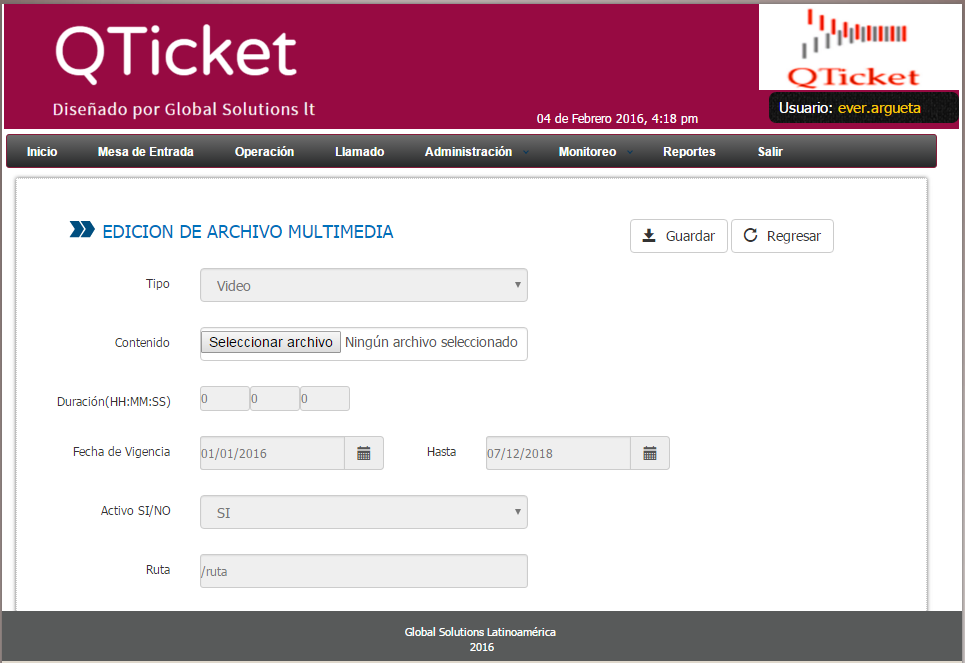 QTicket
Diseñado por Global Solutions It
QTicket
04 de Febrero 2016, 4:18 pm
Usuario: ever.argueta
Inicio Mesa de Entrada Operación Llamado Administración Monitoreo Reportes Salir
EDICION DE ARCHIVO MULTIMEDIA
Guardar Regresar
Tipo Video
Contenido Seleccionar archivo Ningún archivo seleccionado
Duración(HH:MM:SS) 0 0 0
Fecha de Vigencia 01/01/2016 Hasta 07/12/2018
Activo SI/NO SI
Ruta /ruta
Global Solutions Latinoamérica
2016